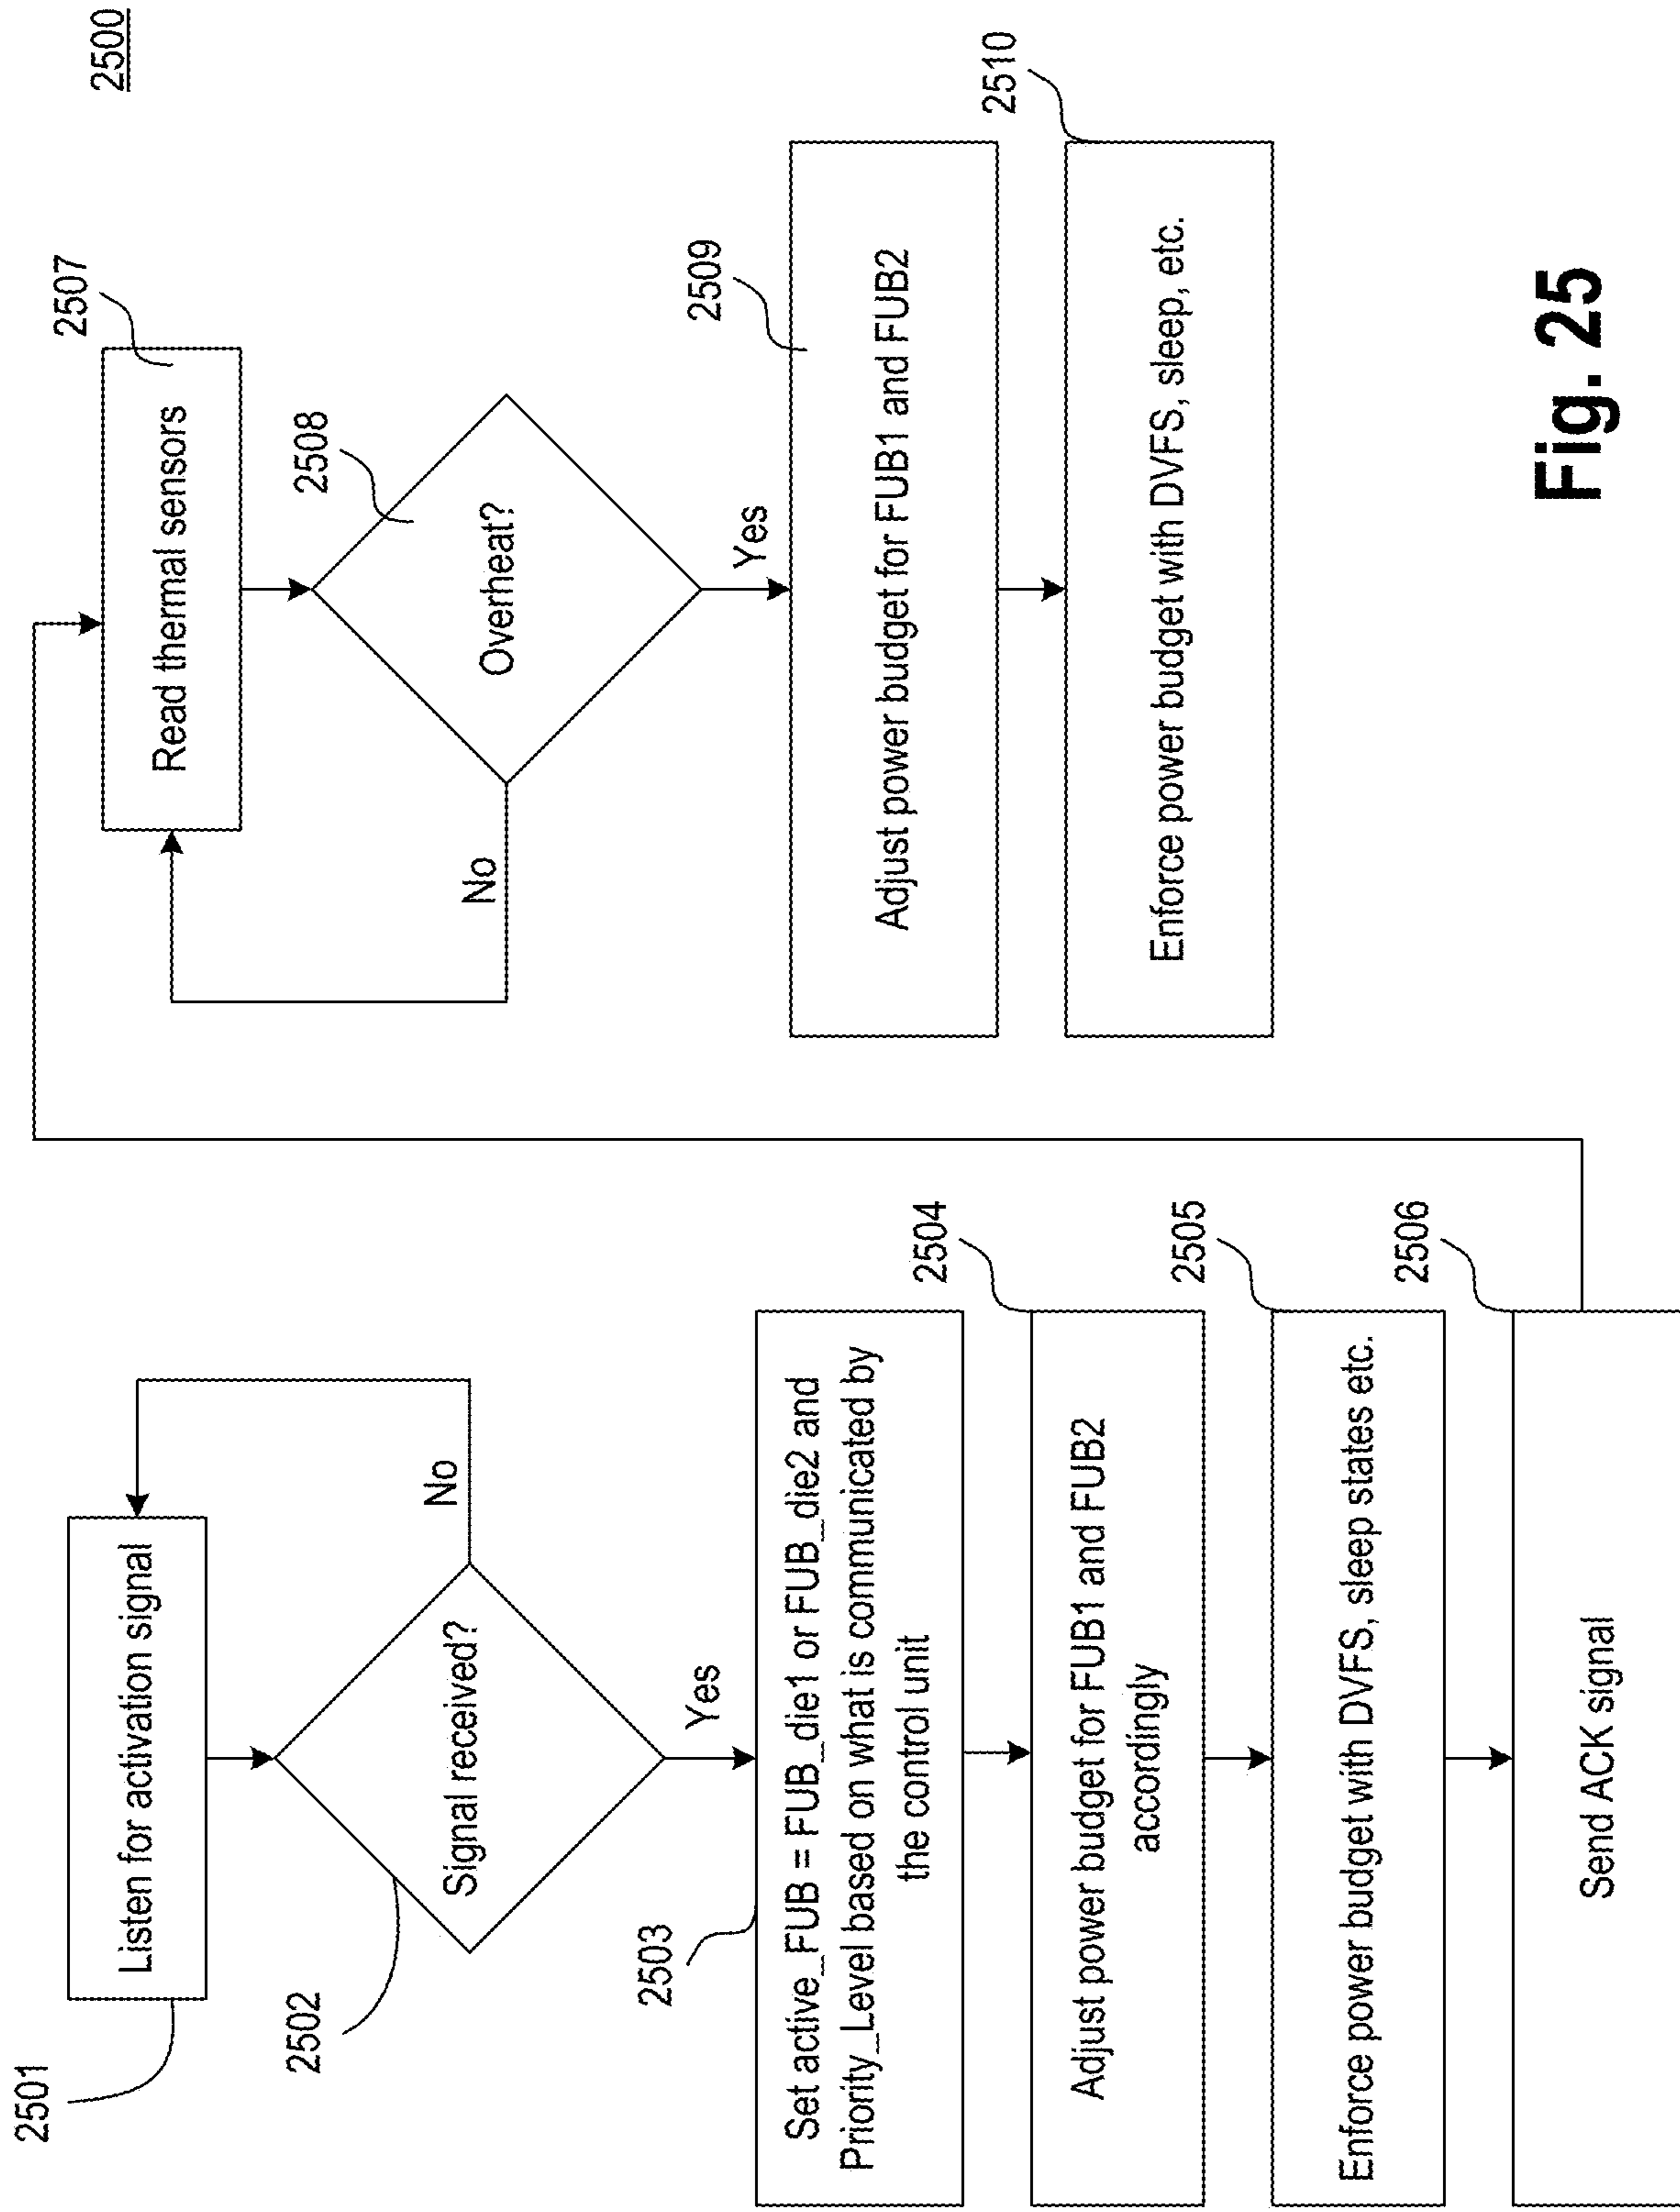 2500
2501
Listen for activation signal
2502
Signal received?
No
Yes
2503
Set active_FUB = FUB_die1 or FUB_die2 and
Priority_Level based on what is communicated by
the control unit
2504
Adjust power budget for FUB1 and FUB2
accordingly
2505
Enforce power budget with DVFS, sleep states etc.
2506
Send ACK signal
2507
Read thermal sensors
2508
Overheat?
No
Yes
2509
Adjust power budget for FUB1 and FUB2
2510
Enforce power budget with DVFS, sleep, etc.
Fig. 25